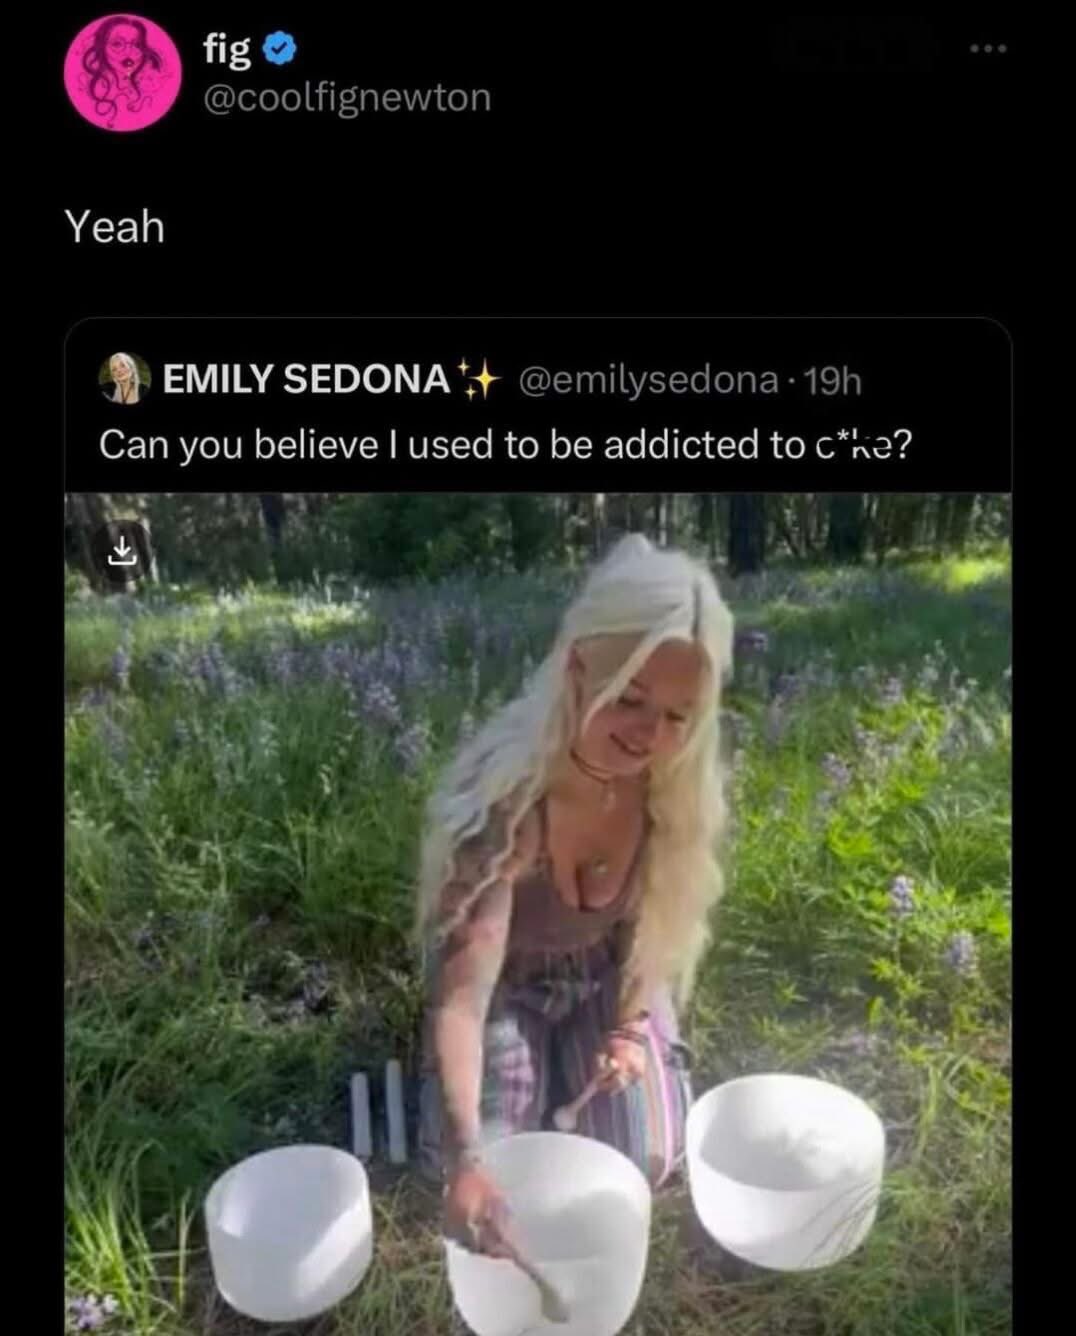 fig
@coolfignewton
Yeah
EMILY SEDONA✨ @emilysedona · 19h
Can you believe I used to be addicted to c*ke?